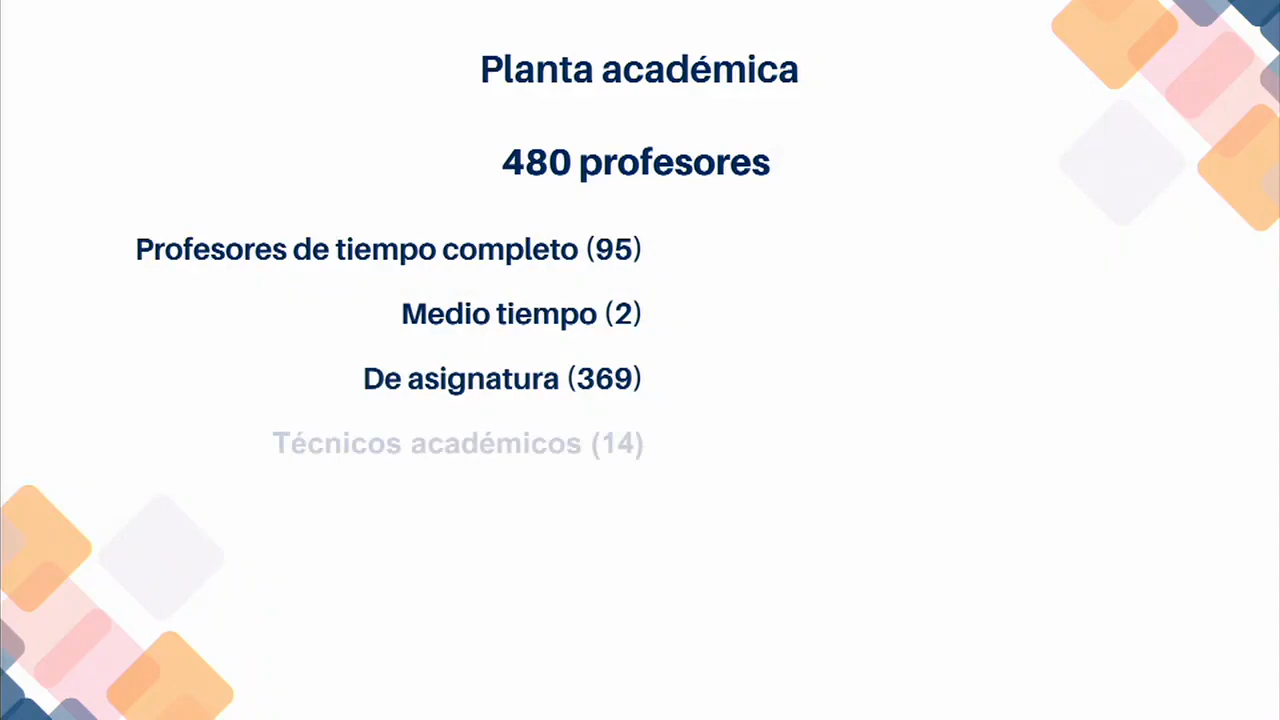 Planta académica
480 profesores
Profesores de tiempo completo (95)
Medio tiempo (2)
De asignatura (369)
Técnicos académicos (14)